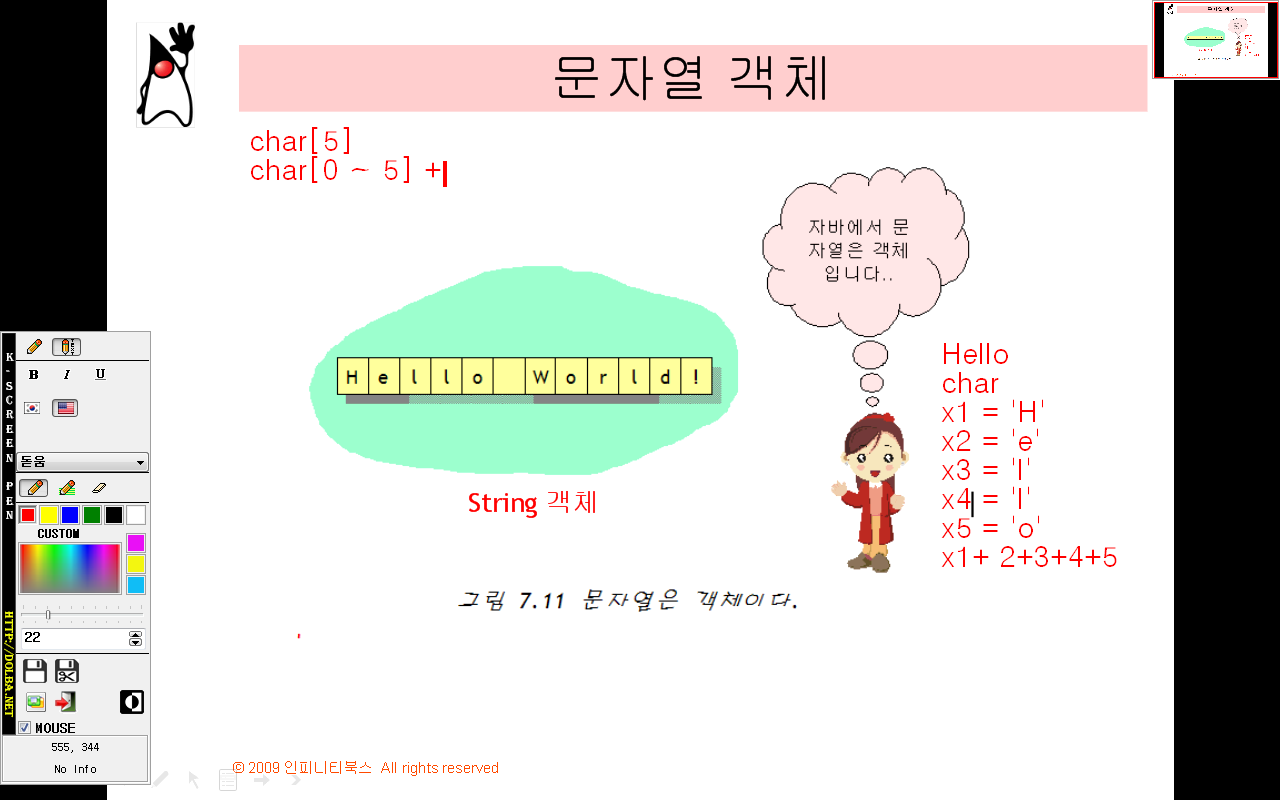 문자열 객체
char[5]
char[0 ~ 5] +
자바에서 문
자열은 객체
입니다..
Hello World!
String 객체
Hello
char
x1 = 'H'
x2 = 'e'
x3 = 'l'
x4 = 'l'
x5 = 'o'
x1+ 2+3+4+5
그림 7.11 문자열은 객체이다.
© 2009 인피니티북스 All rights reserved
K-SCREEN PEN
HTTP://DOLBA.NET
TEXT
B I U
돋움
CUSTOM
22
MOUSE
555, 344
No Info